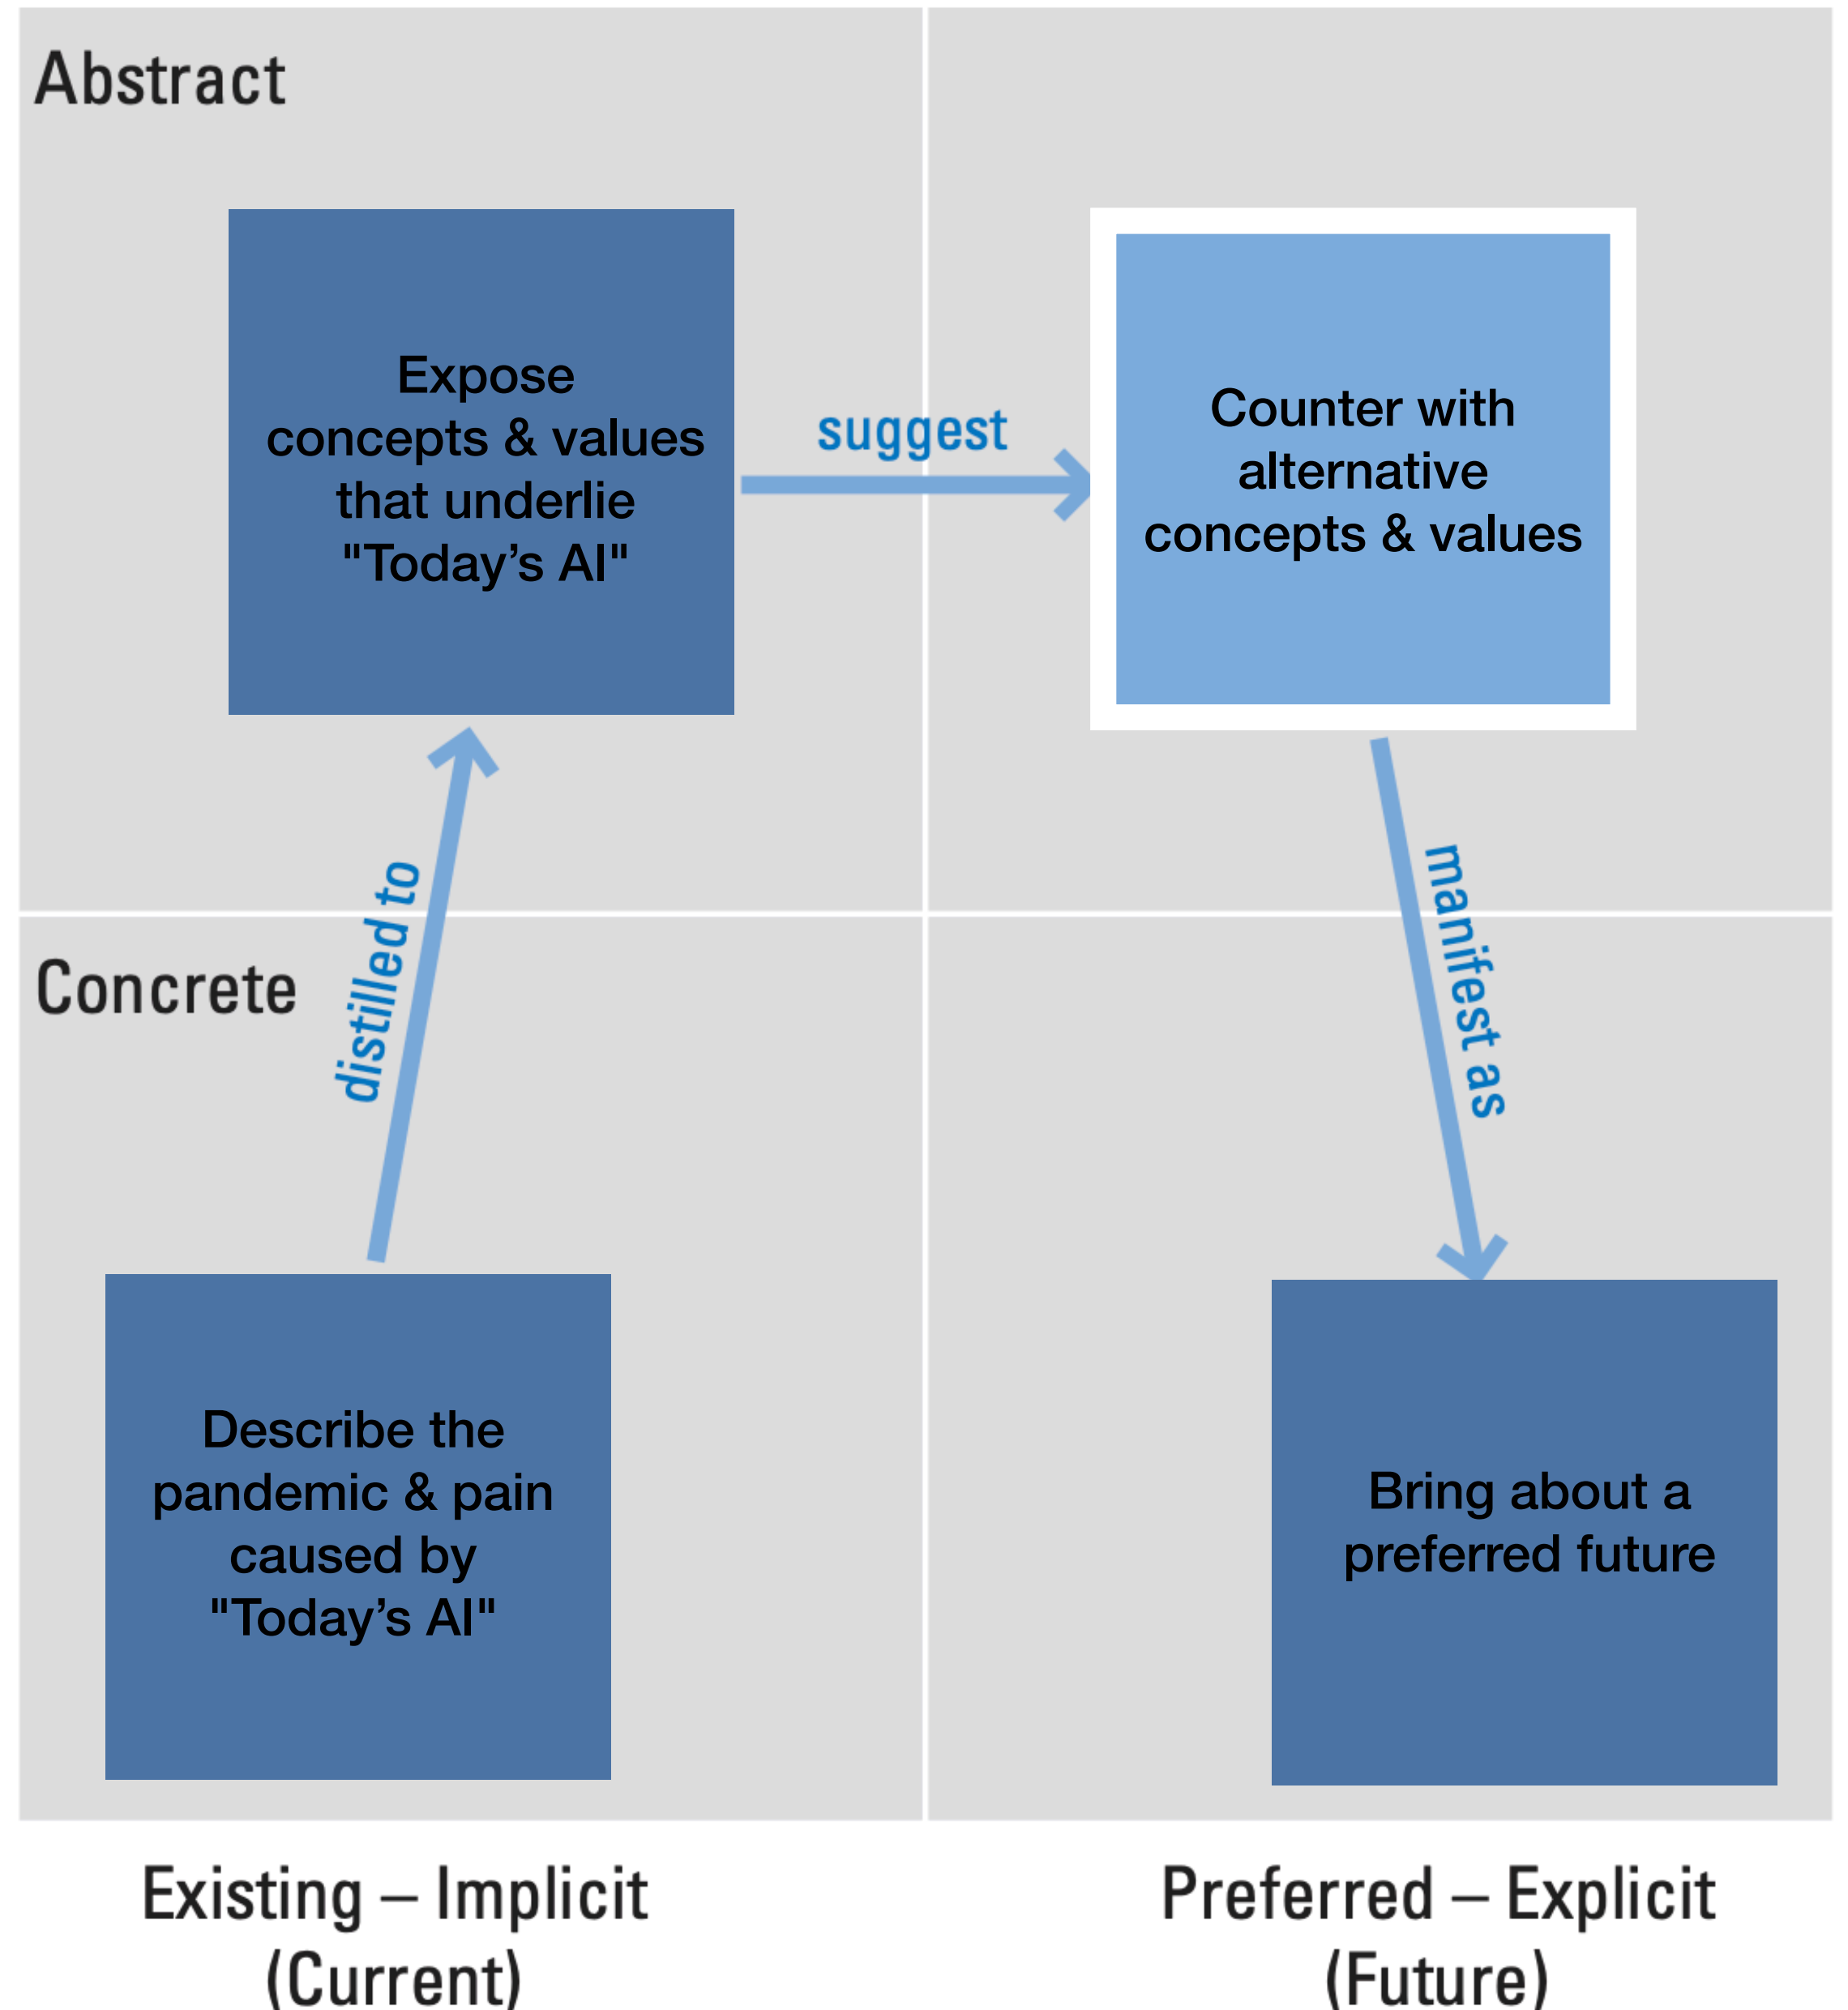 Abstract
Expose
concepts & values
that underlie
"Today’s AI"
suggest
Counter with
alternative
concepts & values
distilled to
manifest as
Concrete
Describe the
pandemic & pain
caused by
"Today’s AI"
Bring about a
preferred future
Existing – Implicit
(Current)
Preferred – Explicit
(Future)